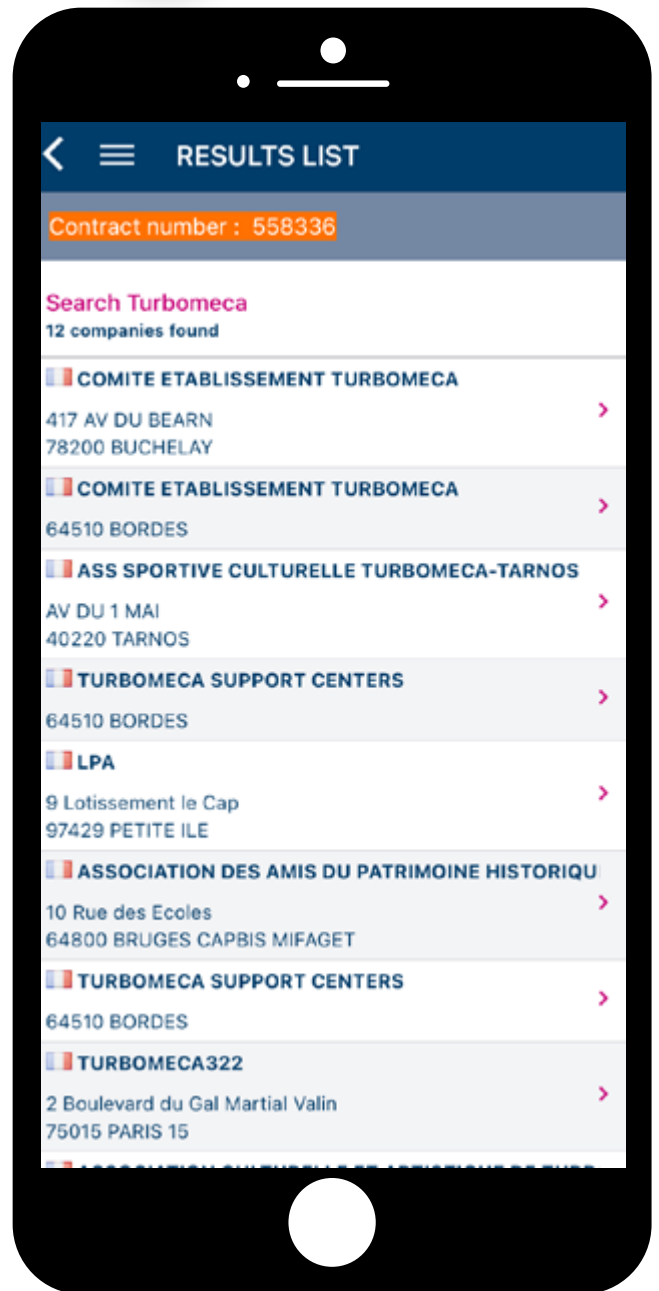 RESULTS LIST
Contract number : 558336
Search Turbomeca
12 companies found
COMITE ETABLISSEMENT TURBOMECA
417 AV DU BEARN
78200 BUCHELAY
COMITE ETABLISSEMENT TURBOMECA
64510 BORDES
ASS SPORTIVE CULTURELLE TURBOMECA-TARNOS
AV DU 1 MAI
40220 TARNOS
TURBOMECA SUPPORT CENTERS
64510 BORDES
LPA
9 Lotissement le Cap
97429 PETITE ILE
ASSOCIATION DES AMIS DU PATRIMOINE HISTORIQU
10 Rue des Ecoles
64800 BRUGES CAPBIS MIFAGET
TURBOMECA SUPPORT CENTERS
64510 BORDES
TURBOMECA322
2 Boulevard du Gal Martial Valin
75015 PARIS 15